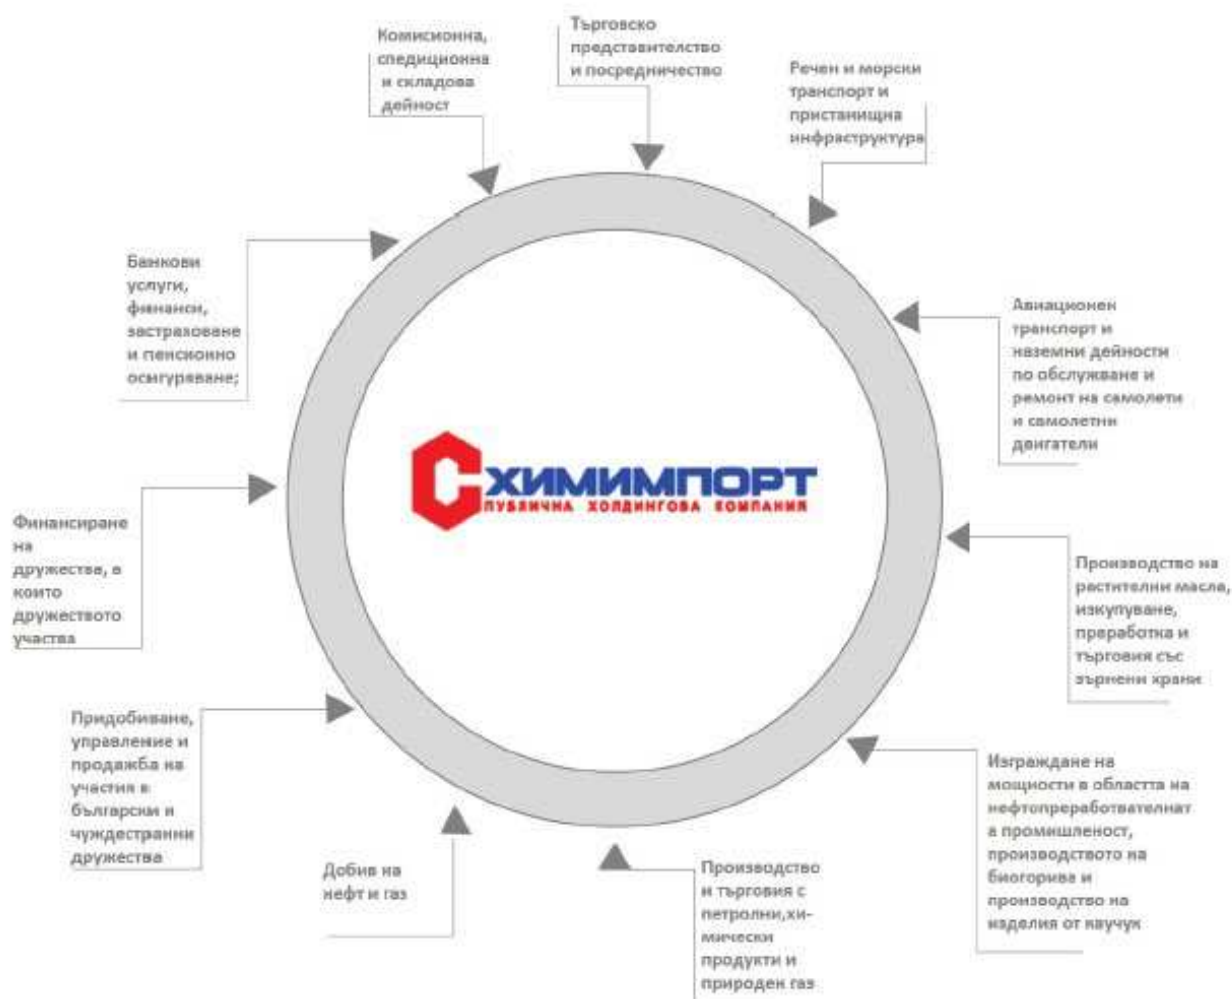 Комисионна,
спедиционна
и складова
дейност
Търговско
представителство
и посредничество
Речен и морски
транспорт и
пристанищна
инфраструктура
Авиационен
транспорт и
наземни дейности
по обслужване и
ремонт на самолети
и самолетни
двигатели
Производство на
растителни масла,
изкупуване,
преработка и
търговия със
зърнени храни
Изграждане на
мощности в областта на
нефтопреработвателнат
а промишленост,
производството на
биогорива и
производство на
изделия от каучук
Производство
и търговия с
петролни,хи-
мически
продукти и
природен газ
Добив на
нефт и газ
Придобиване,
управление и
продажба на
участия в
български и
чуждестранни
дружества
Финансиране
на
дружества, в
които
дружеството
участва
Банкови
услуги,
финанси,
застраховане
и пенсионно
осигуряване;
ХИМИМПОРТ
ПУБЛИЧНА ХОЛДИНГОВА КОМПАНИЯ